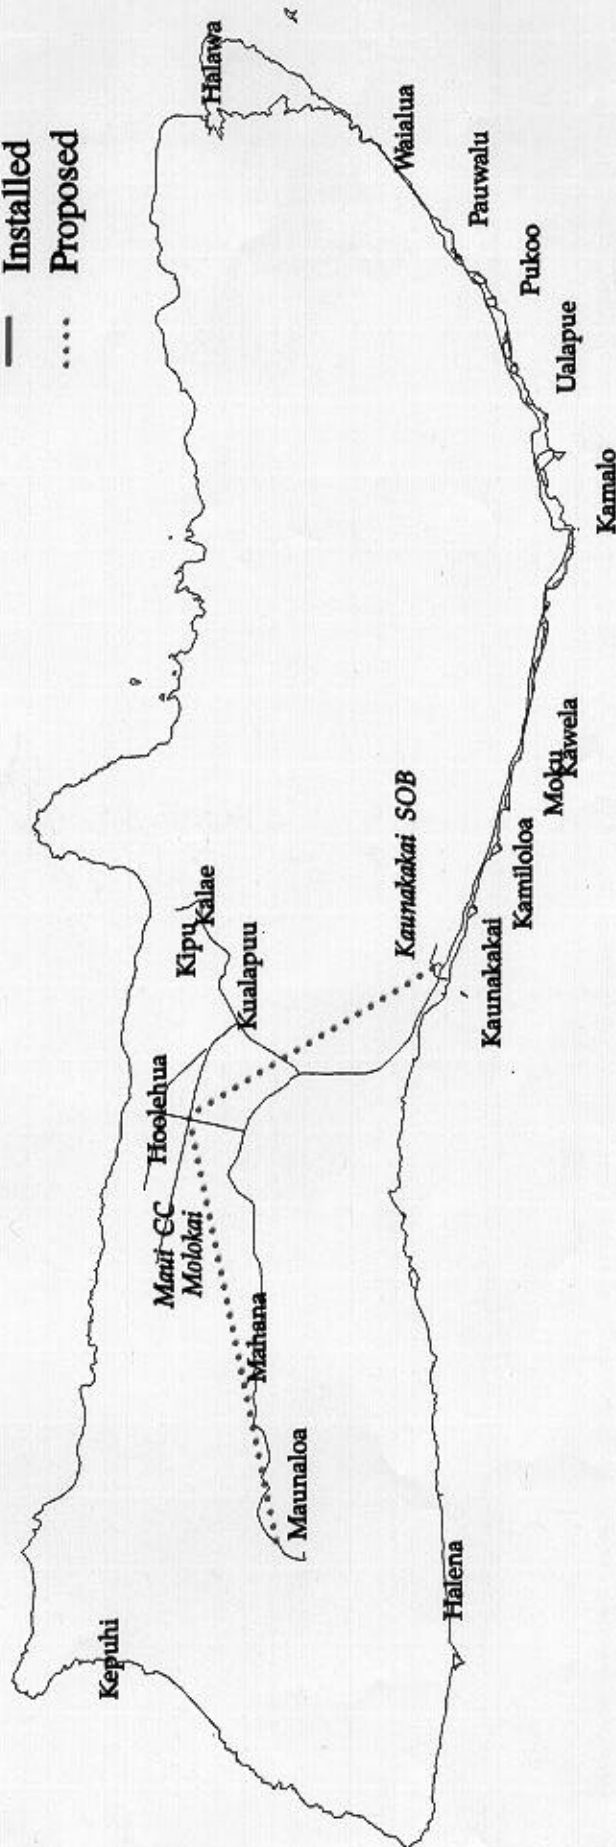 Installed
Proposed
Halawa
Waialua
Pauwalu
Pukoo
Ualapue
Kamalo
Kawela
Moku
Kamiloloa
Kaunakakai SOB
Kaunakakai
Kalae
Kipu
Kualapuu
Hoolehua
Maui CC
Molokai
Mahana
Maunaloa
Kepuhi
Halena